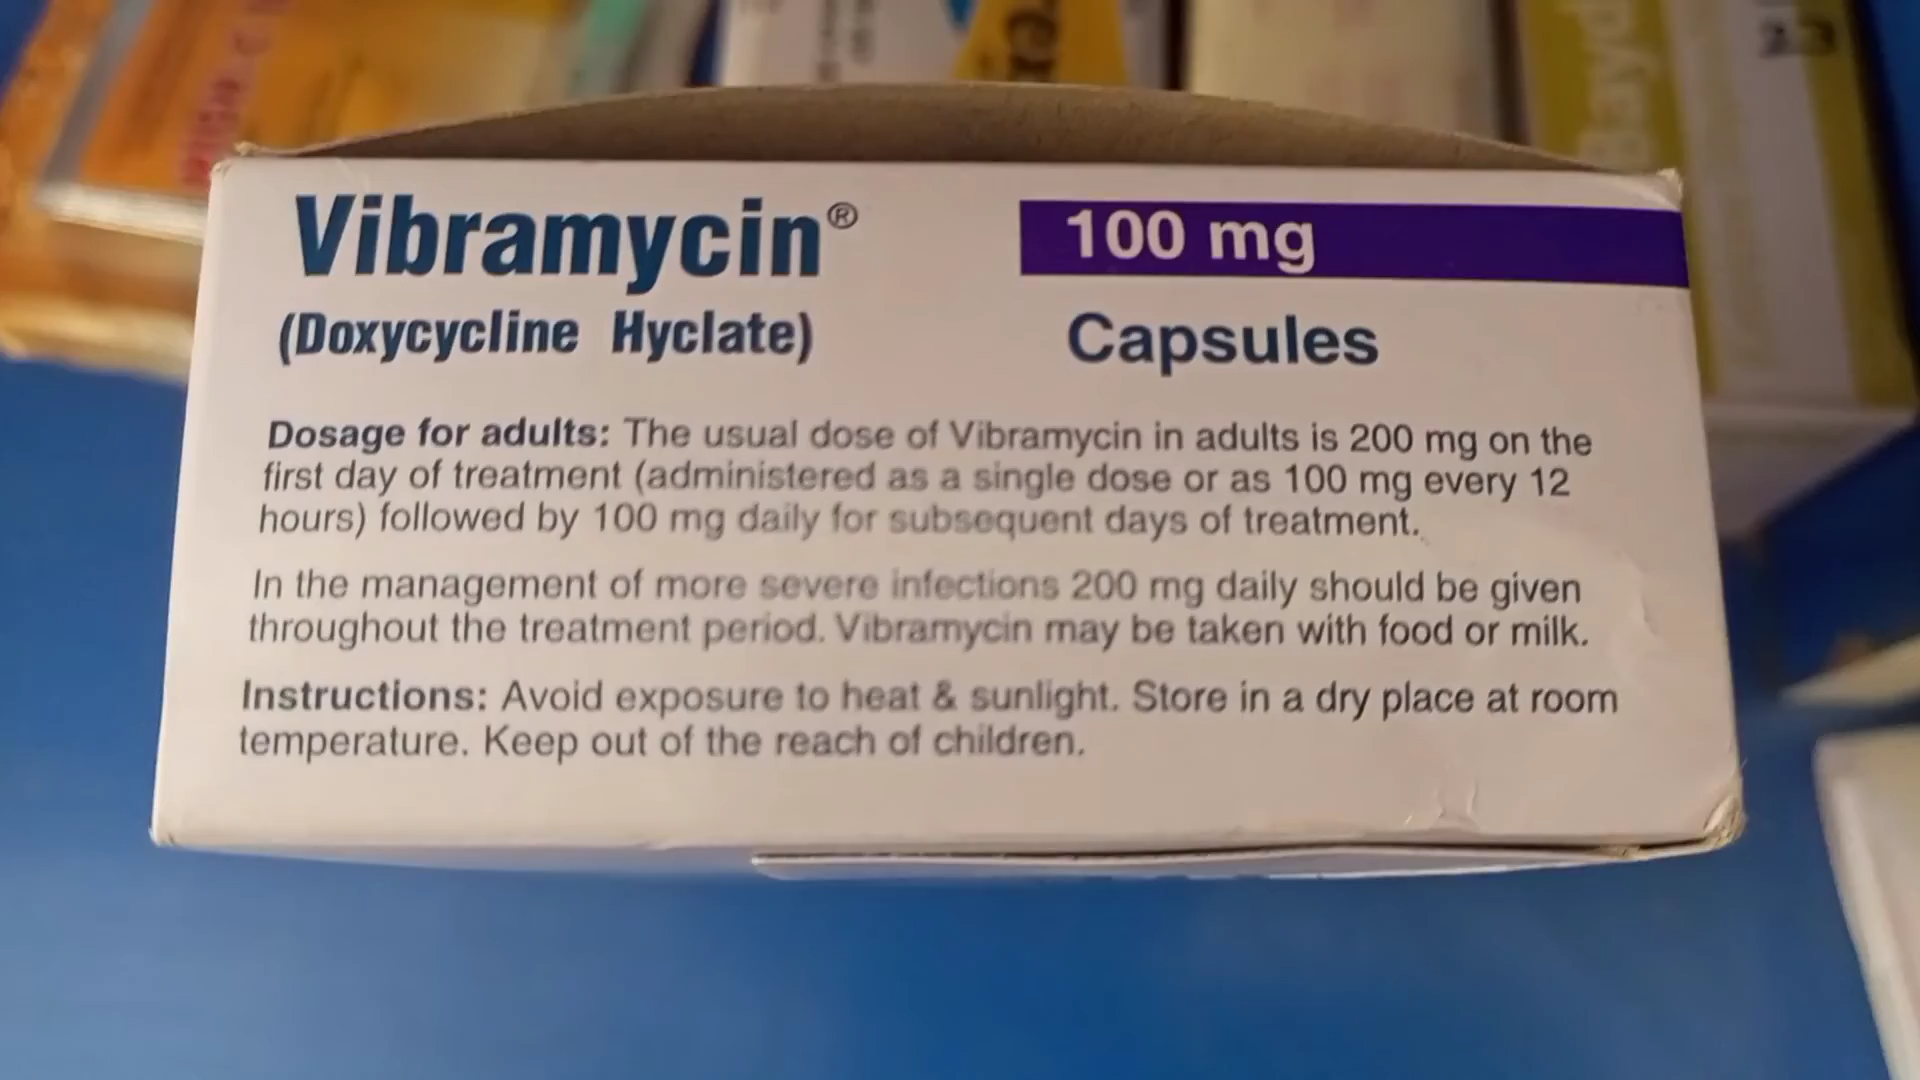 Vibramycin®
100 mg
(Doxycycline Hyclate)
Capsules
Dosage for adults: The usual dose of Vibramycin in adults is 200 mg on the
first day of treatment (administered as a single dose or as 100 mg every 12
hours) followed by 100 mg daily for subsequent days of treatment.
In the management of more severe infections 200 mg daily should be given
throughout the treatment period. Vibramycin may be taken with food or milk.
Instructions: Avoid exposure to heat & sunlight. Store in a dry place at room
temperature. Keep out of the reach of children.